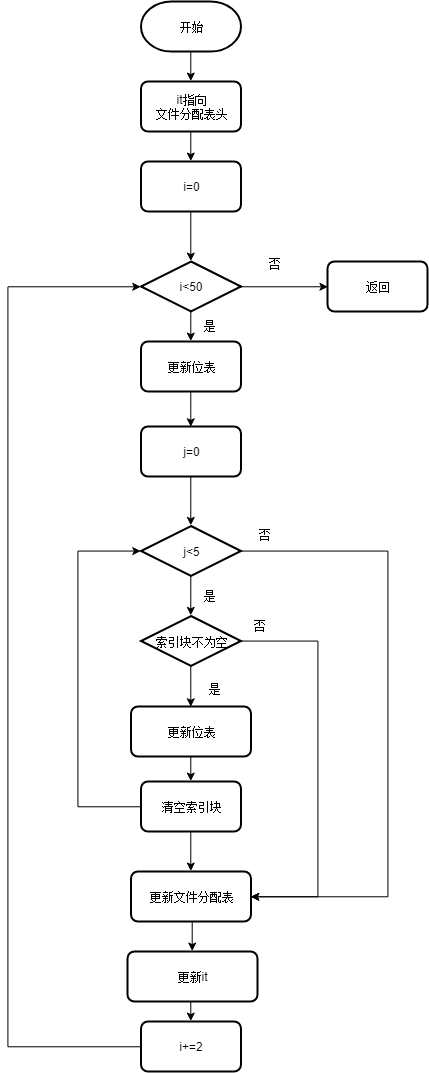 开始
it指向
文件分配表头
i=0
否
i<50
返回
是
更新位表
j=0
否
j<5
是
否
索引块不为空
是
更新位表
清空索引块
更新文件分配表
更新it
i+=2